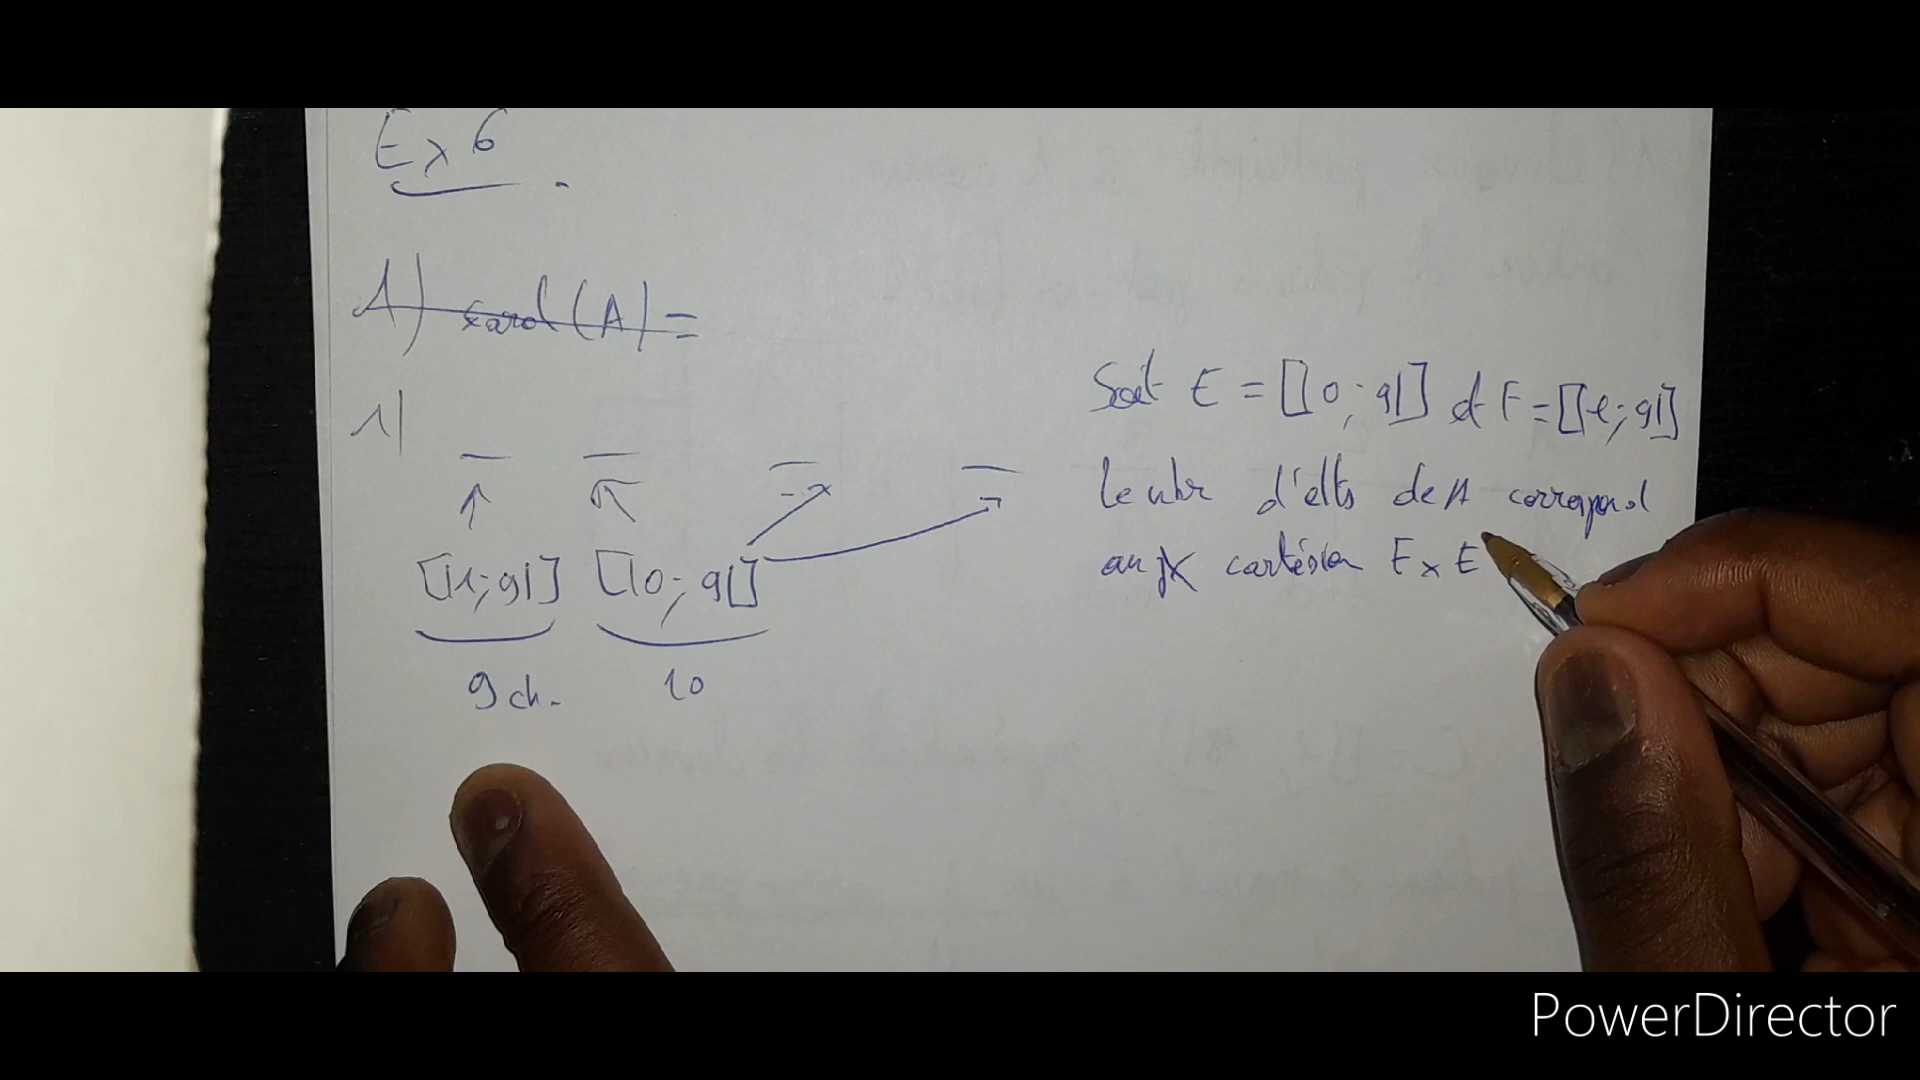 Ex 6
1) card(A) =
1)
Soit E = [|0; 9|] et F = [|1; 9|]
Le nbr d'elts de A correspond
au px cartésien F x E
[|1; 9|] [|0; 9|]
9 ch. 10
PowerDirector